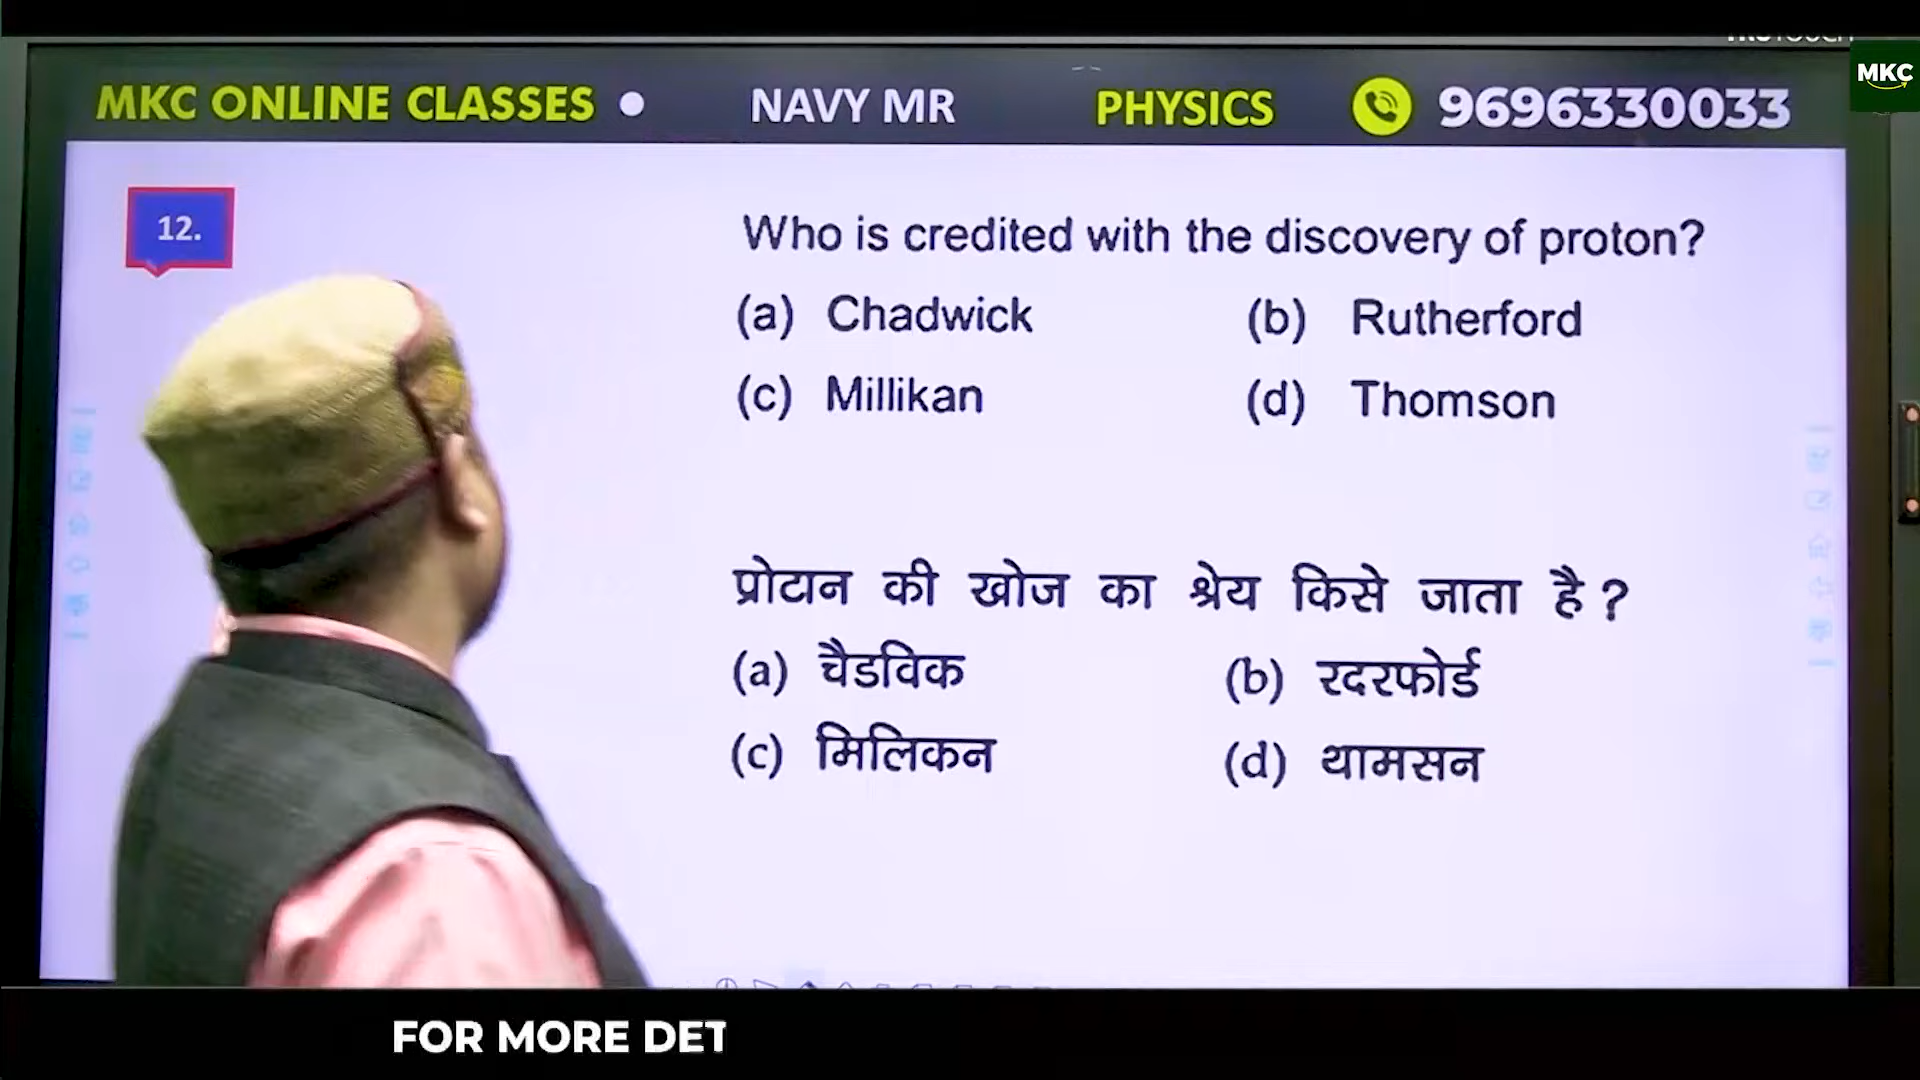 MKC ONLINE CLASSES • NAVY MR PHYSICS 9696330033
MKC
12.
Who is credited with the discovery of proton?
(a) Chadwick (b) Rutherford
(c) Millikan (d) Thomson
प्रोटान की खोज का श्रेय किसे जाता है ?
(a) चैडविक (b) रदरफोर्ड
(c) मिलिकन (d) थामसन
FOR MORE DET